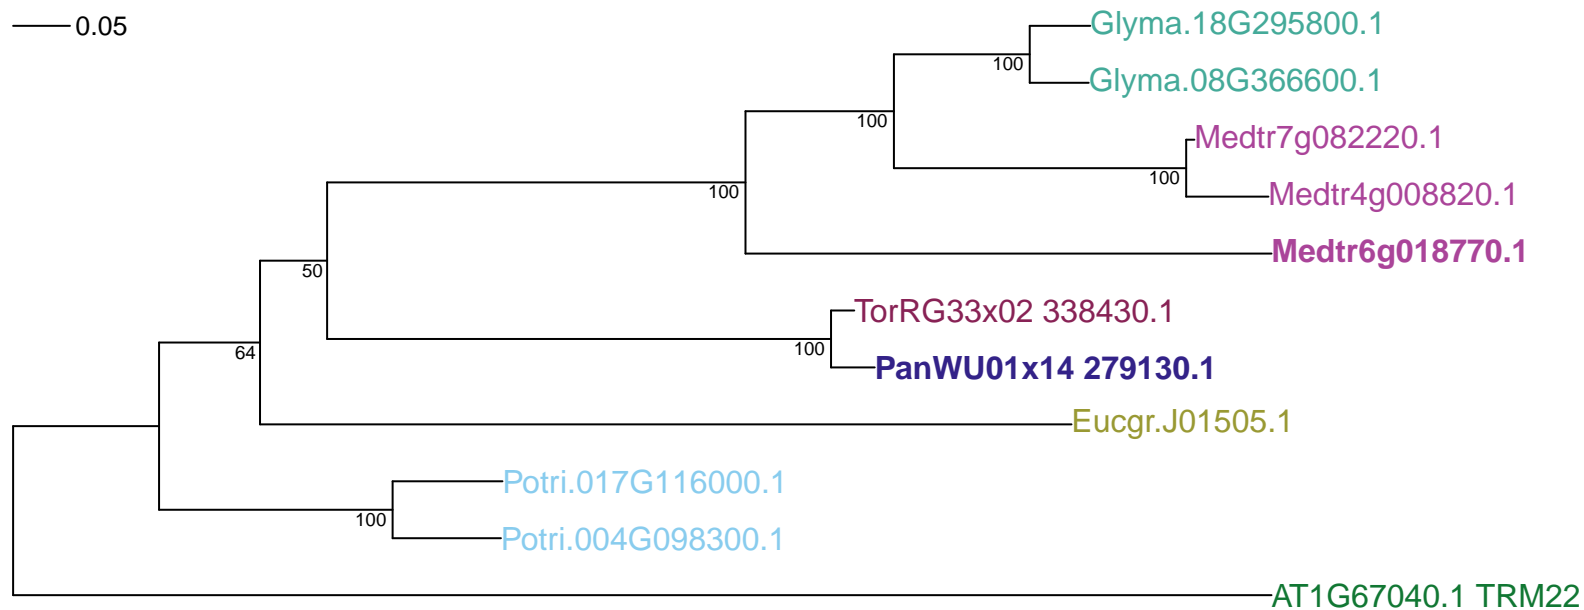 0.05
Glyma.18G295800.1
100
Glyma.08G366600.1
100
Medtr7g082220.1
100
Medtr4g008820.1
100
Medtr6g018770.1
50
TorRG33x02 338430.1
100
PanWU01x14 279130.1
64
Eucgr.J01505.1
Potri.017G116000.1
100
Potri.004G098300.1
AT1G67040.1 TRM22